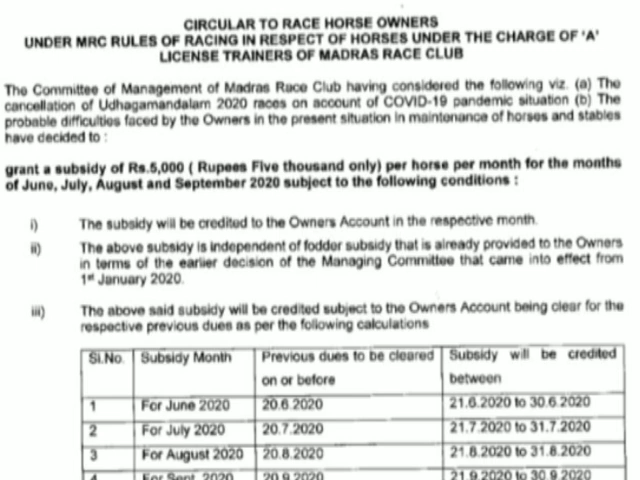 CIRCULAR TO RACE HORSE OWNERS
UNDER MRC RULES OF RACING IN RESPECT OF HORSES UNDER THE CHARGE OF 'A'
LICENSE TRAINERS OF MADRAS RACE CLUB
The Committee of Management of Madras Race Club having considered the following viz. (a) The
cancellation of Udhagamandalam 2020 races on account of COVID-19 pandemic situation (b) The
probable difficulties faced by the Owners in the present situation in maintenance of horses and stables
have decided to :
grant a subsidy of Rs.5,000 ( Rupees Five thousand only) per horse per month for the months
of June, July, August and September 2020 subject to the following conditions :
i) The subsidy will be credited to the Owners Account in the respective month.
ii) The above subsidy is independent of fodder subsidy that is already provided to the Owners
in terms of the earlier decision of the Managing Committee that came into effect from
1st January 2020.
iii) The above said subsidy will be credited subject to the Owners Account being clear for the
respective previous dues as per the following calculations
Sl.No. Subsidy Month Previous dues to be cleared on or before Subsidy will be credited between
1 For June 2020 20.6.2020 21.6.2020 to 30.6.2020
2 For July 2020 20.7.2020 21.7.2020 to 31.7.2020
3 For August 2020 20.8.2020 21.8.2020 to 31.8.2020
4 For Sept. 2020 20.9.2020 21.9.2020 to 30.9.2020